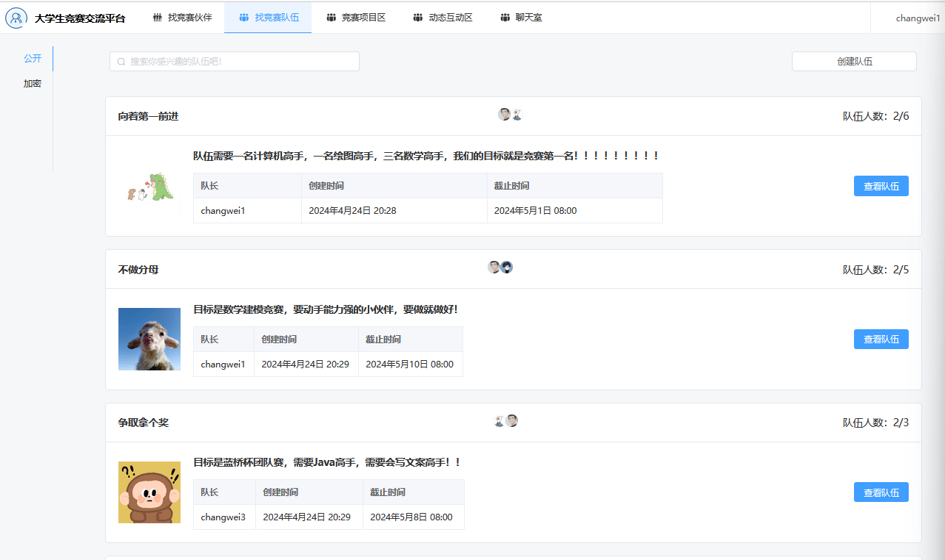 大学生竞赛交流平台 找竞赛伙伴 找竞赛队伍 竞赛项目区 动态互动区 聊天室 changwei1
公开
加密
搜索你感兴趣的队伍吧!
创建队伍
向着第一前进 队伍人数：2/6
队伍需要一名计算机高手，一名绘图高手，三名数学高手，我们的目标就是竞赛第一名！！！！！！！！！
队长 创建时间 截止时间
changwei1 2024年4月24日 20:28 2024年5月1日 08:00
查看队伍
不做分母 队伍人数：2/5
目标是数学建模竞赛，要动手能力强的小伙伴，要做就做好！
队长 创建时间 截止时间
changwei1 2024年4月24日 20:29 2024年5月10日 08:00
查看队伍
争取拿个奖 队伍人数：2/3
目标是蓝桥杯团队赛，需要Java高手，需要会写文案高手！！
队长 创建时间 截止时间
changwei3 2024年4月24日 20:29 2024年5月8日 08:00
查看队伍